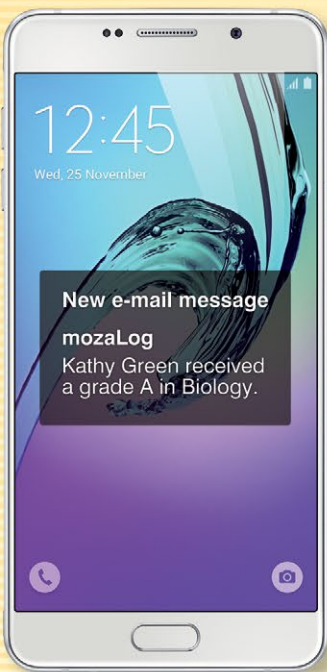 12:45
Wed, 25 November
New e-mail message
mozaLog
Kathy Green received
a grade A in Biology.